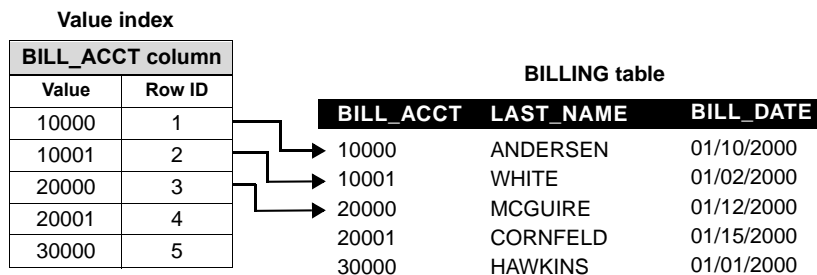 Value index
BILL_ACCT column
Value Row ID
10000 1
10001 2
20000 3
20001 4
30000 5
BILLING table
BILL_ACCT LAST_NAME BILL_DATE
10000 ANDERSEN 01/10/2000
10001 WHITE 01/02/2000
20000 MCGUIRE 01/12/2000
20001 CORNFELD 01/15/2000
30000 HAWKINS 01/01/2000